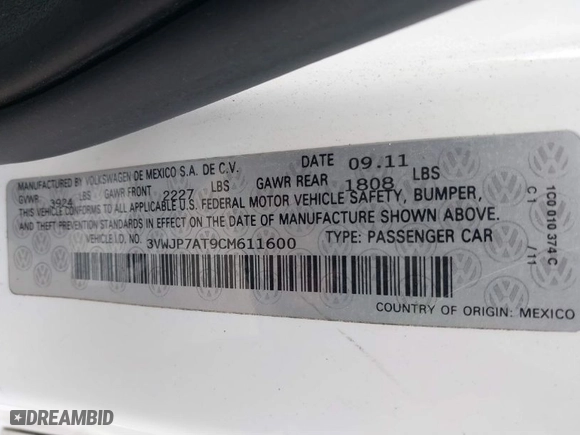 MANUFACTURED BY VOLKSWAGEN DE MEXICO S.A. DE C.V. DATE 09.11
GVWR 3924 LBS GAWR FRONT 2227 LBS GAWR REAR 1808 LBS
THIS VEHICLE CONFORMS TO ALL APPLICABLE U.S. FEDERAL MOTOR VEHICLE SAFETY, BUMPER,
AND THEFT PREVENTION STANDARDS IN EFFECT ON THE DATE OF MANUFACTURE SHOWN ABOVE.
VEHICLE I.D. NO. 3VWJP7AT9CM611600 TYPE: PASSENGER CAR
COUNTRY OF ORIGIN: MEXICO
1C0 010 374 C
C1 /11
DREAMBID